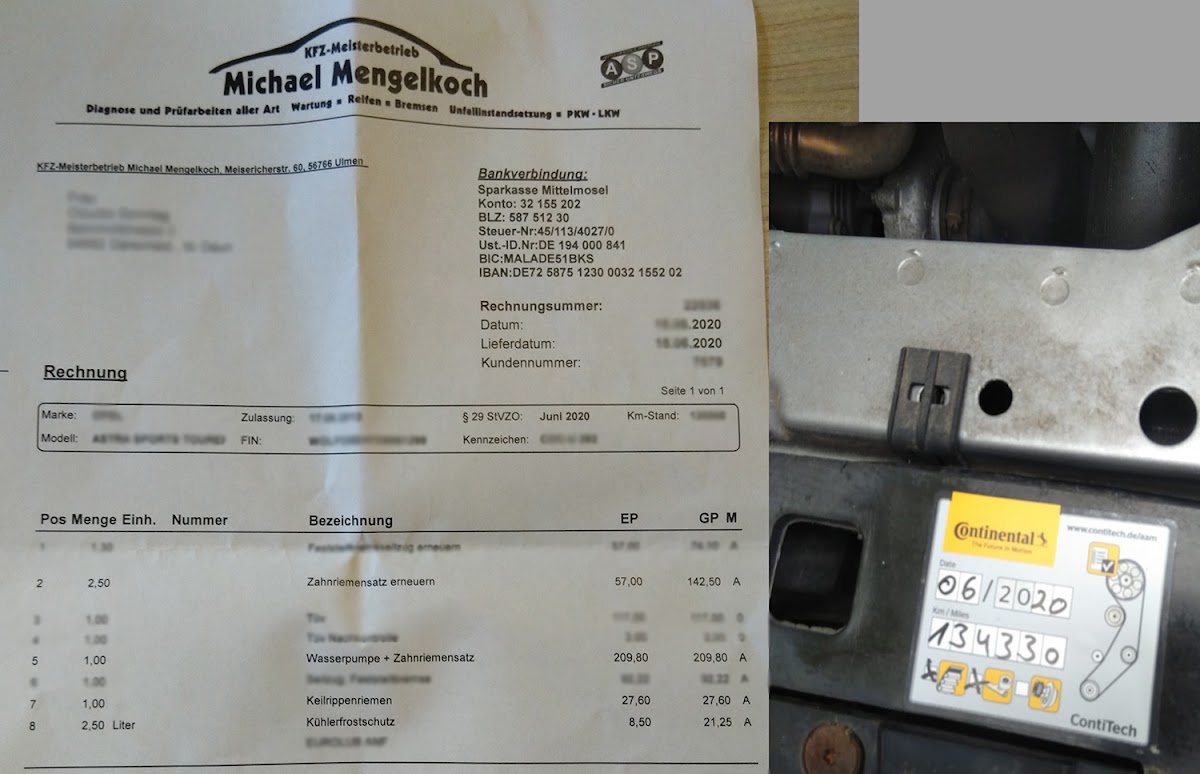 KFZ-Meisterbetrieb
Michael Mengelkoch
ASP
Diagnose und Prüfarbeiten aller Art Wartung ▪ Reifen ▪ Bremsen Unfallinstandsetzung ▪ PKW - LKW
KFZ-Meisterbetrieb Michael Mengelkoch, Meisericherstr. 60, 56766 Ulmen
Bankverbindung:
Sparkasse Mittelmosel
Konto: 32 155 202
BLZ: 587 512 30
Steuer-Nr:45/113/4027/0
Ust.-ID.Nr:DE 194 000 841
BIC:MALADE51BKS
IBAN:DE72 5875 1230 0032 1552 02
Rechnungsummer:
Datum: 2020
Lieferdatum: 2020
Kundennummer:
Seite 1 von 1
Rechnung
Marke: Zulassung: § 29 StVZO: Juni 2020 Km-Stand:
Modell: FIN: Kennzeichen:
Pos Menge Einh. Nummer Bezeichnung EP GP M
2 2,50 Zahnriemensatz erneuern 57,00 142,50 A
5 1,00 Wasserpumpe + Zahnriemensatz 209,80 209,80 A
7 1,00 Keilrippenriemen 27,60 27,60 A
8 2,50 Liter Kühlerfrostschutz 8,50 21,25 A
Continental
The Future in Motion
www.contitech.de/aam
Date
06/2020
Km / Miles
134330
ContiTech